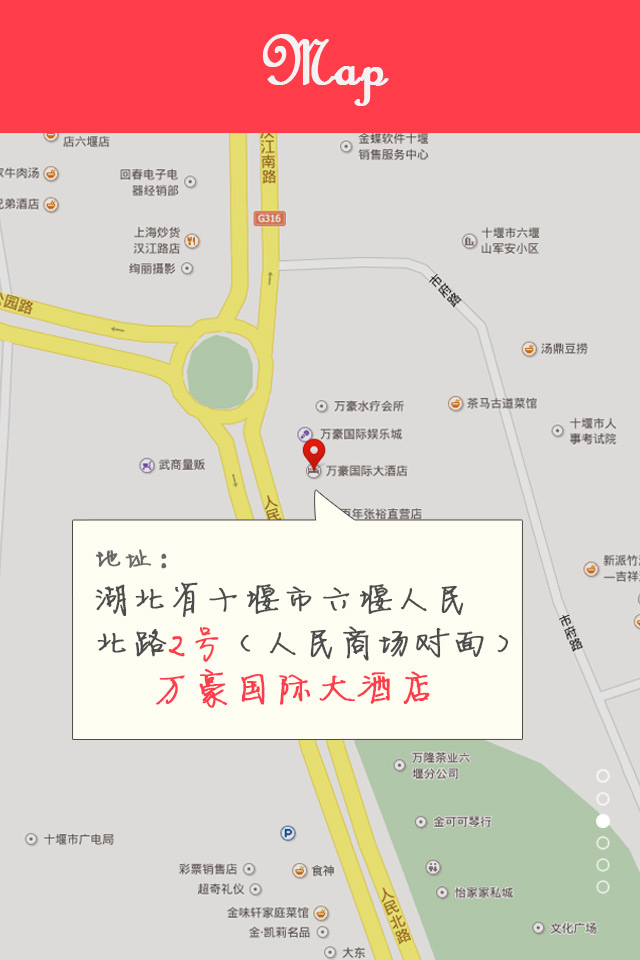 Map
店六堰店
金蝶软件十堰
销售服务中心
汉江南路
牛肉汤
回春电子电
器经销部
兄弟酒店
G316
上海炒货
汉江路店
绚丽摄影
十堰市六堰
山军安小区
市府路
公园路
汤鼎豆捞
万豪水疗会所
茶马古道菜馆
万豪国际娱乐城
十堰市人
事考试院
武商量贩
万豪国际大酒店
人民
百年张裕直营店
地址：
湖北省十堰市六堰人民
北路2号（人民商场对面）
万豪国际大酒店
新派竹
—吉祥
市府路
万隆茶业六
堰分公司
金可可琴行
P
十堰市广电局
彩票销售店
食神
超奇礼仪
怡家家私城
人民北路
金味轩家庭菜馆
金·凯莉名品
文化广场
大东